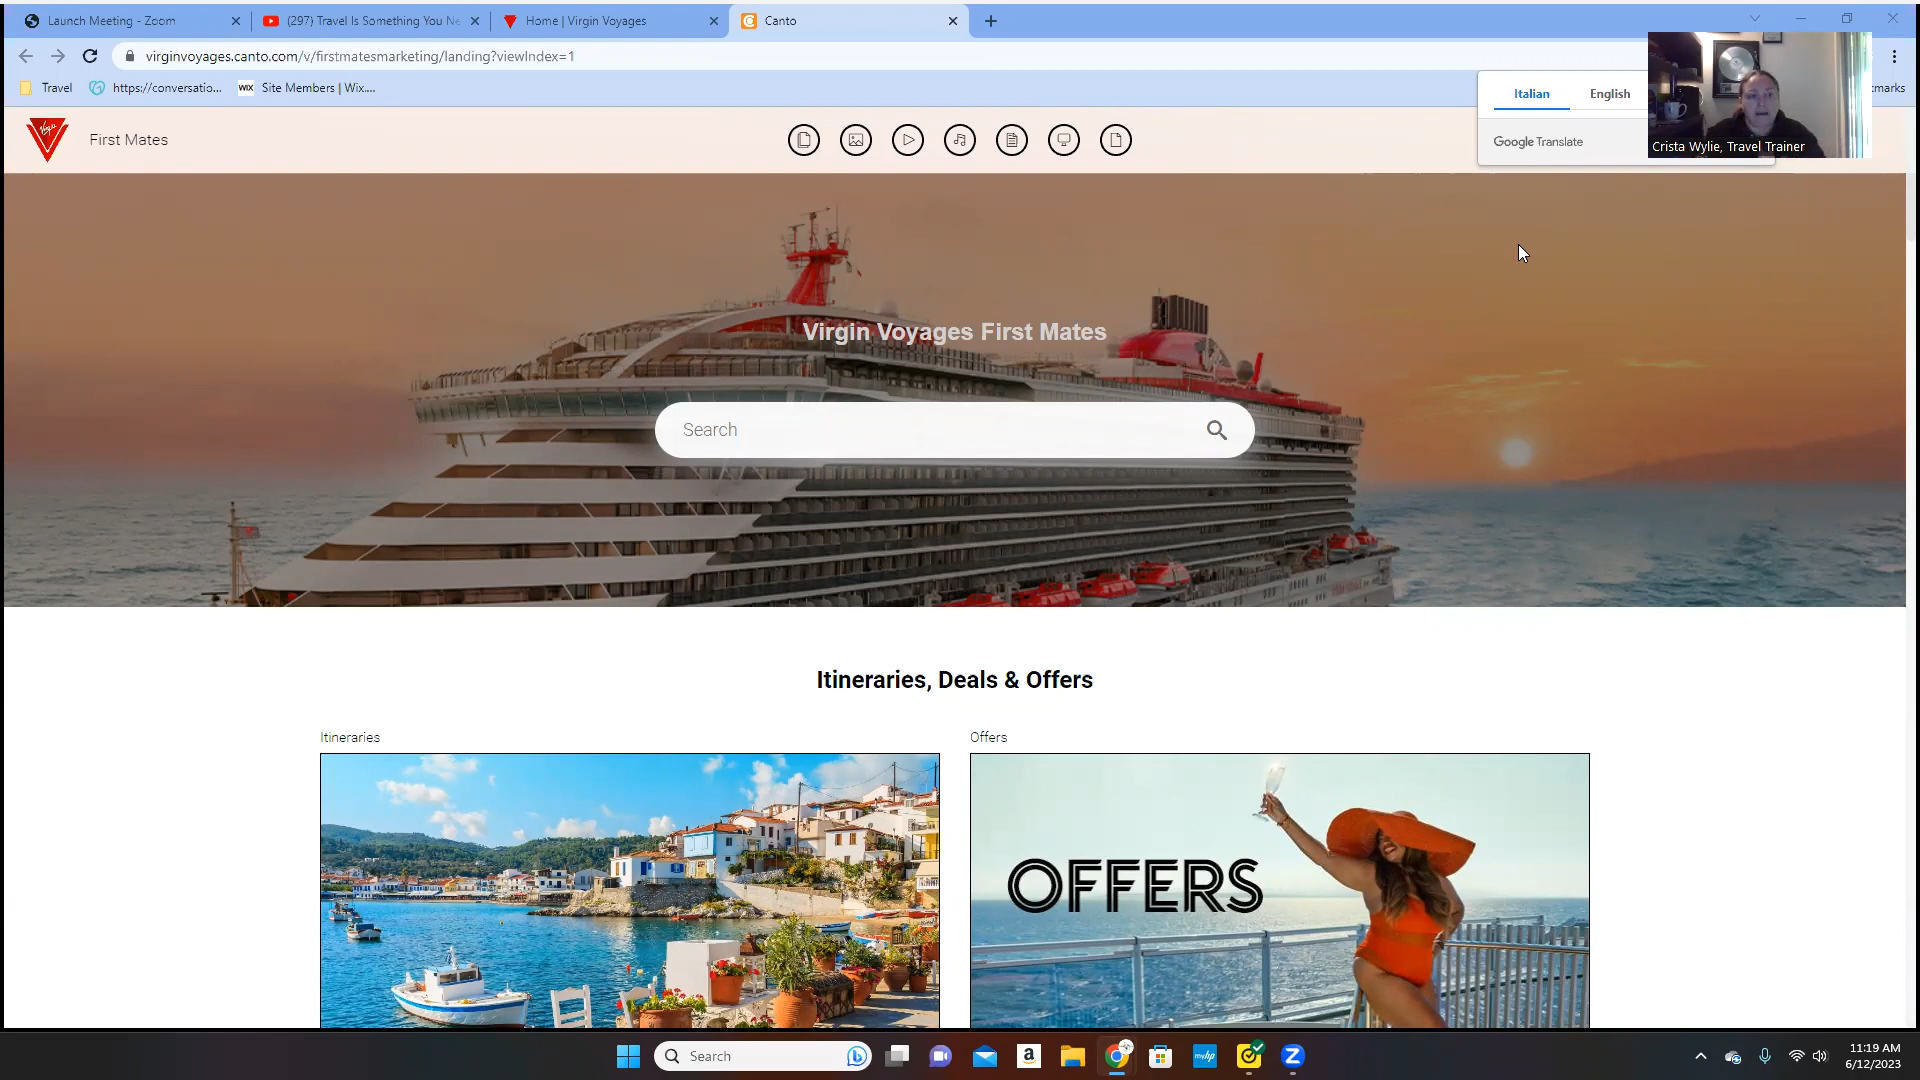 Launch Meeting - Zoom
(297) Travel Is Something You Ne
Home | Virgin Voyages
Canto
virginvoyages.canto.com/v/firstmatesmarketing/landing?viewIndex=1
Travel
https://conversatio...
WIX
Site Members | Wix....
Italian
English
Google Translate
Crista Wylie, Travel Trainer
First Mates
Virgin Voyages First Mates
Search
Itineraries, Deals & Offers
Itineraries
Offers
OFFERS
Search
11:19 AM
6/12/2023